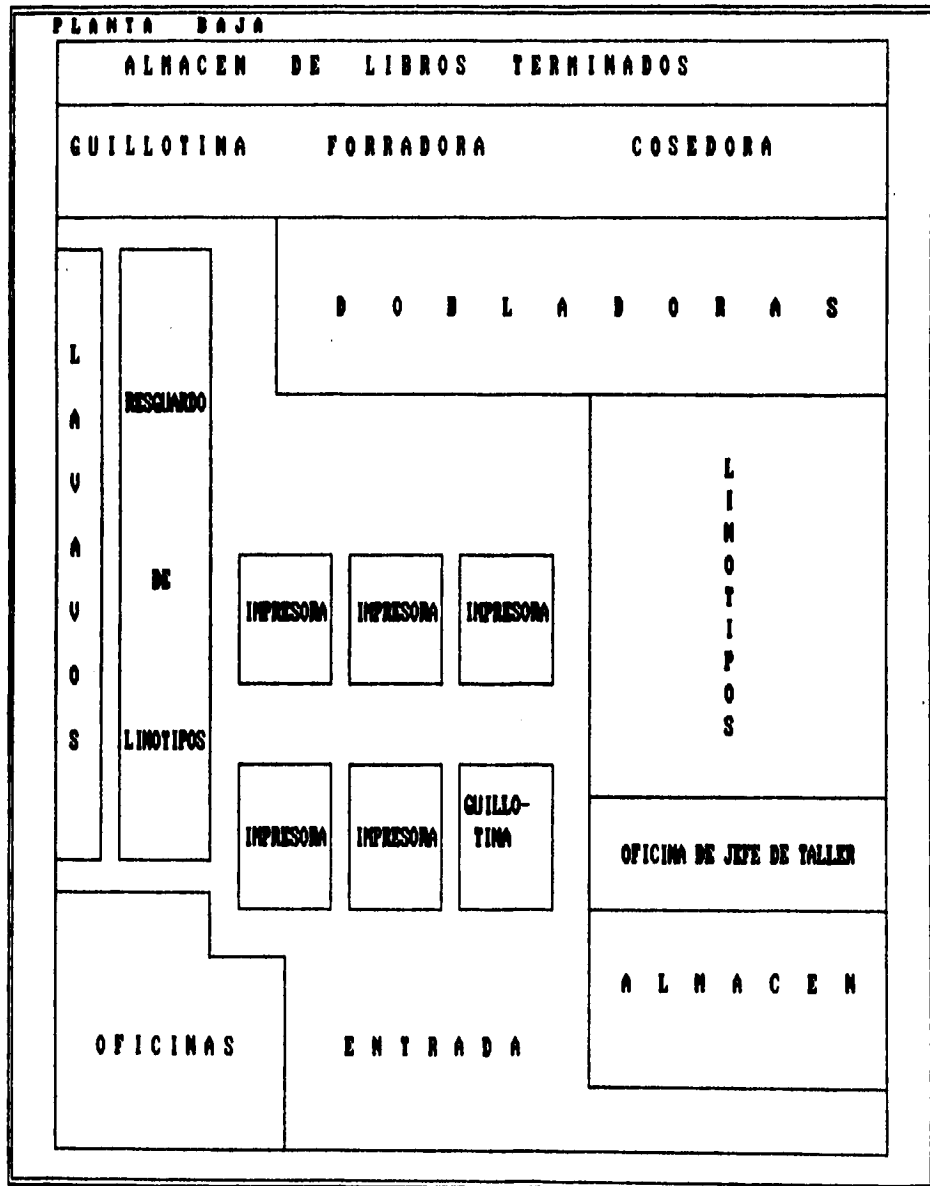 PLANTA BAJA
ALMACEN DE LIBROS TERMINADOS
GUILLOTINA FORRADORA COSEDORA
DOBLADORAS
LAVAVOS
RESGUARDO
DE
LINOTIPOS
LINOTIPOS
IMPRESORA IMPRESORA IMPRESORA
IMPRESORA IMPRESORA GUILLO-
TINA
OFICINA DE JEFE DE TALLER
ALMACEN
OFICINAS ENTRADA